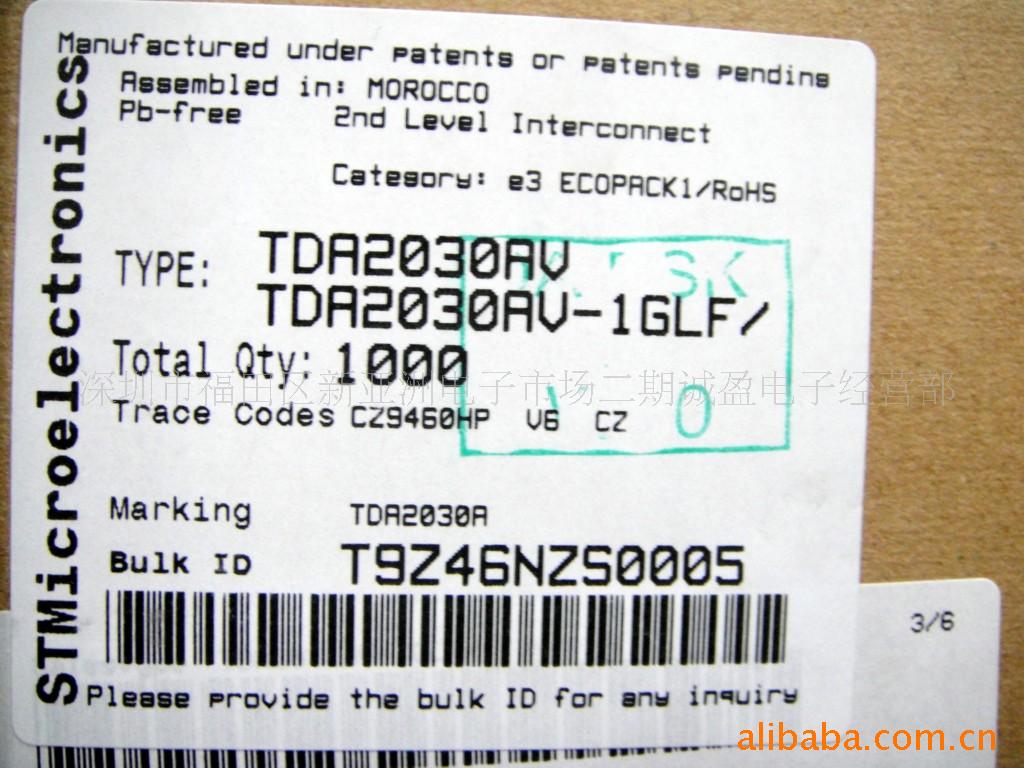 Manufactured under patents or patents pending
Assembled in: MOROCCO
Pb-free 2nd Level Interconnect
Category: e3 ECOPACK1/RoHS
STMicroelectronics
TYPE: TDA2030AV
TDA2030AV-1GLF/
Total Qty: 1000
深圳市福田区新亚洲电子市场二期诚盈电子经营部
Trace Codes CZ9460HP V6 CZ
Marking TDA2030A
Bulk ID T9Z46NZS0005
Please provide the bulk ID for any inquiry
3/6
alibaba.com.cn